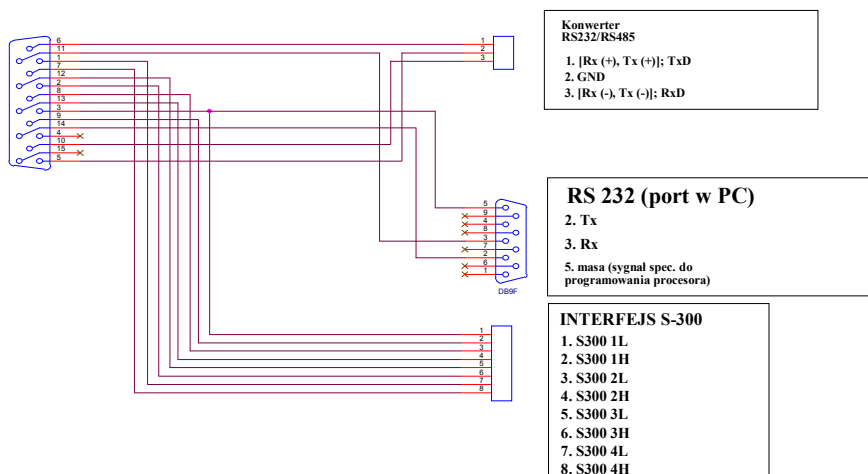 6
11
1
7
12
2
8
13
3
9
14
4
10
15
5
1
2
3
Konwerter
RS232/RS485
1. [Rx (+), Tx (+)]; TxD
2. GND
3. [Rx (-), Tx (-)]; RxD
5
9
4
8
3
7
2
6
1
DB9F
RS 232 (port w PC)
2. Tx
3. Rx
5. masa (sygnał spec. do
programowania procesora)
1
2
3
4
5
6
7
8
INTERFEJS S-300
1. S300 1L
2. S300 1H
3. S300 2L
4. S300 2H
5. S300 3L
6. S300 3H
7. S300 4L
8. S300 4H